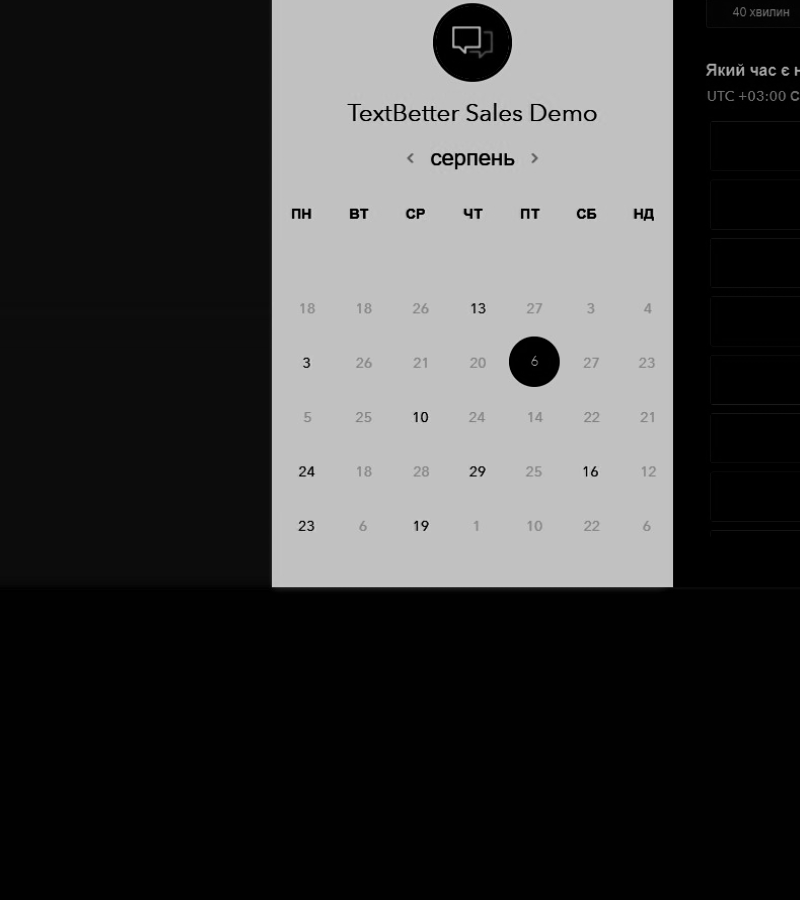 40 хвилин
TextBetter Sales Demo
серпень
Який час є
UTC +03:00
ПН ВТ СР ЧТ ПТ СБ НД
18 18 26 13 27 3 4
3 26 21 20 6 27 23
5 25 10 24 14 22 21
24 18 28 29 25 16 12
23 6 19 1 10 22 6